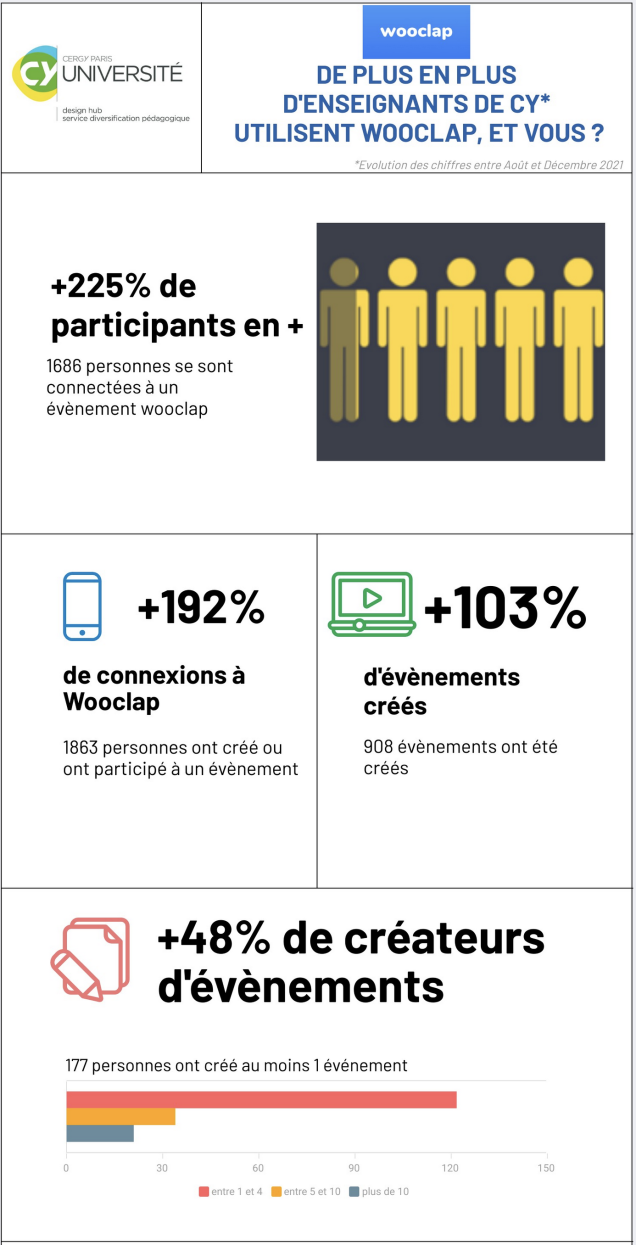 CY
CERGY PARIS
UNIVERSITÉ
design hub
service diversification pédagogique
wooclap
DE PLUS EN PLUS
D'ENSEIGNANTS DE CY*
UTILISENT WOOCLAP, ET VOUS ?
*Evolution des chiffres entre Août et Décembre 2021
+225% de
participants en +
1686 personnes se sont
connectées à un
évènement wooclap
+192%
de connexions à
Wooclap
1863 personnes ont créé ou
ont participé à un évènement
+103%
d'évènements
créés
908 évènements ont été
créés
+48% de créateurs
d'évènements
177 personnes ont créé au moins 1 événement
0 30 60 90 120 150
entre 1 et 4 entre 5 et 10 plus de 10